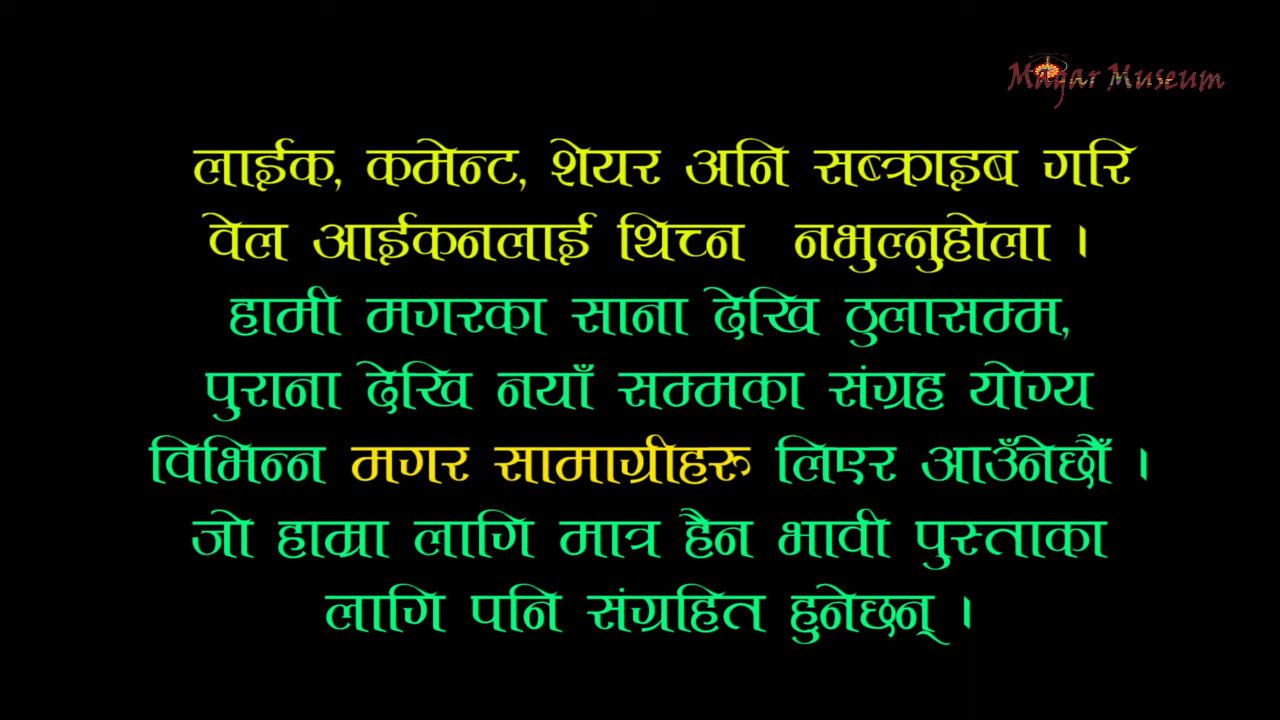 Magar Museum
लाईक, कमेन्ट, शेयर अनि सब्क्राइब गरि
वेल आईकनलाई थिच्न नभुल्नुहोला ।
हामी मगरका साना देखि ठुलासम्म,
पुराना देखि नयाँ सम्मका संग्रह योग्य
विभिन्न मगर सामाग्रीहरु लिएर आउँनेछौँ ।
जो हाम्रा लागि मात्र हैन भावी पुस्ताका
लागि पनि संग्रहित हुनेछन् ।